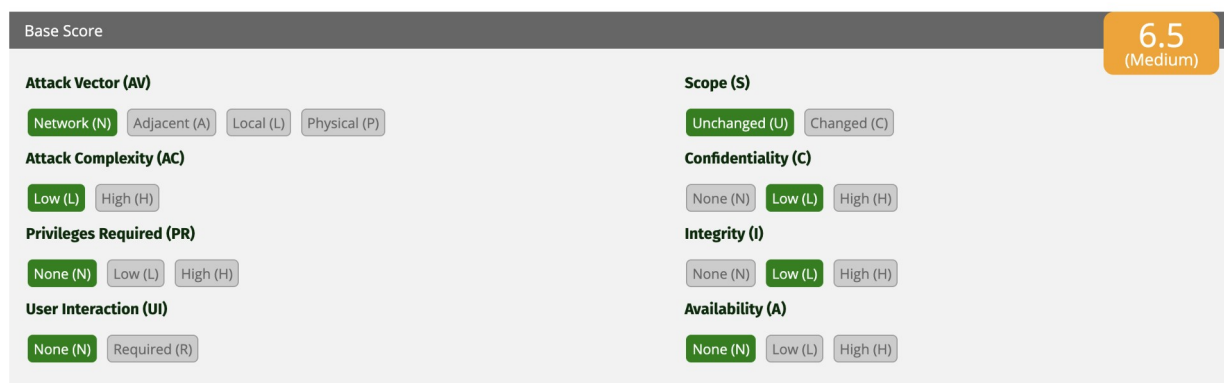 Base Score
6.5
(Medium)
Attack Vector (AV)
Network (N) Adjacent (A) Local (L) Physical (P)
Attack Complexity (AC)
Low (L) High (H)
Privileges Required (PR)
None (N) Low (L) High (H)
User Interaction (UI)
None (N) Required (R)
Scope (S)
Unchanged (U) Changed (C)
Confidentiality (C)
None (N) Low (L) High (H)
Integrity (I)
None (N) Low (L) High (H)
Availability (A)
None (N) Low (L) High (H)